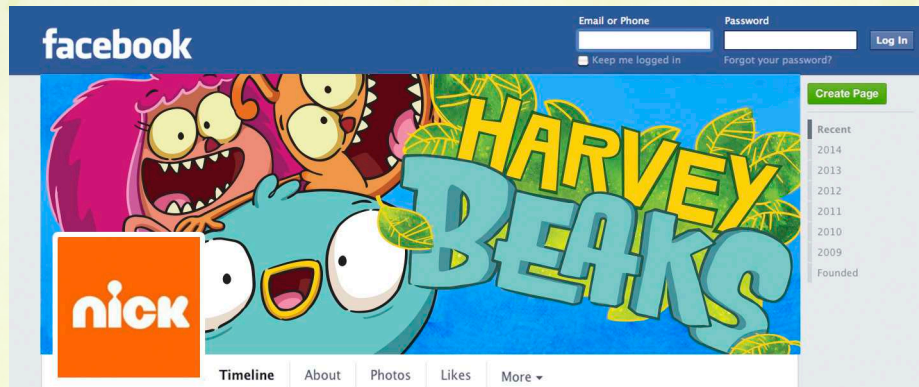 facebook
Email or Phone
Password
Log In
Keep me logged in
Forgot your password?
HARVEY
BEAKS
Create Page
Recent
2014
2013
2012
2011
2010
2009
Founded
nick
Timeline About Photos Likes More